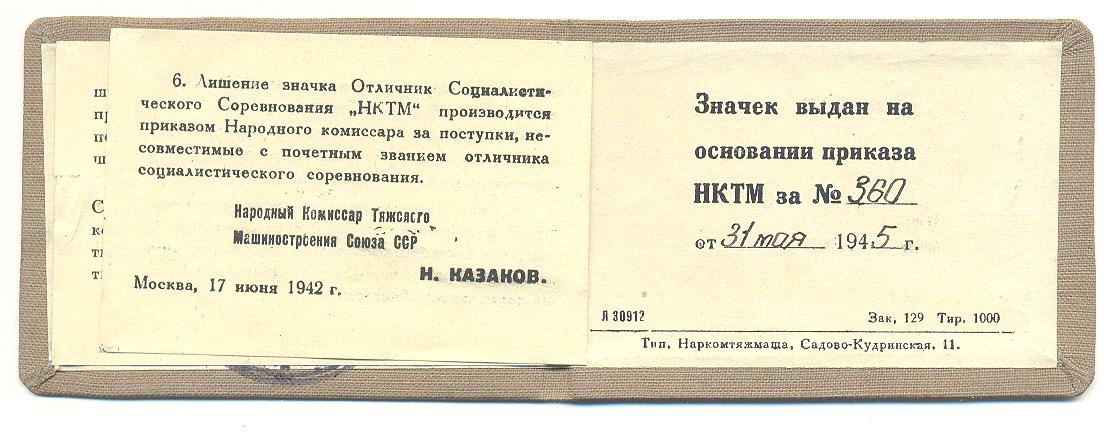 6. Лишение значка Отличник Социалисти-
ческого Соревнования „НКТМ“ производится
приказом Народного комиссара за поступки, не-
совместимые с почетным званием отличника
социалистического соревнования.
Народный Комиссар Тяжелого
Машиностроения Союза ССР
Н. КАЗАКОВ.
Москва, 17 июня 1942 г.
Значек выдан на
основании приказа
НКТМ за № 360
от 31 мая 1945 г.
Л 30912 Зак, 129 Тир. 1000
Тип, Наркомтяжмаша, Садово-Кудринская, 11.